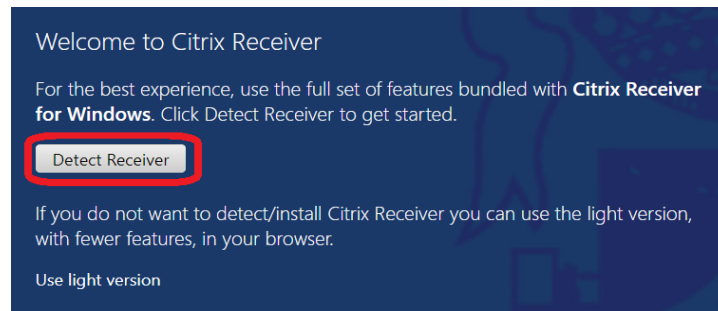 Welcome to Citrix Receiver
For the best experience, use the full set of features bundled with Citrix Receiver
for Windows. Click Detect Receiver to get started.
Detect Receiver
If you do not want to detect/install Citrix Receiver you can use the light version,
with fewer features, in your browser.
Use light version